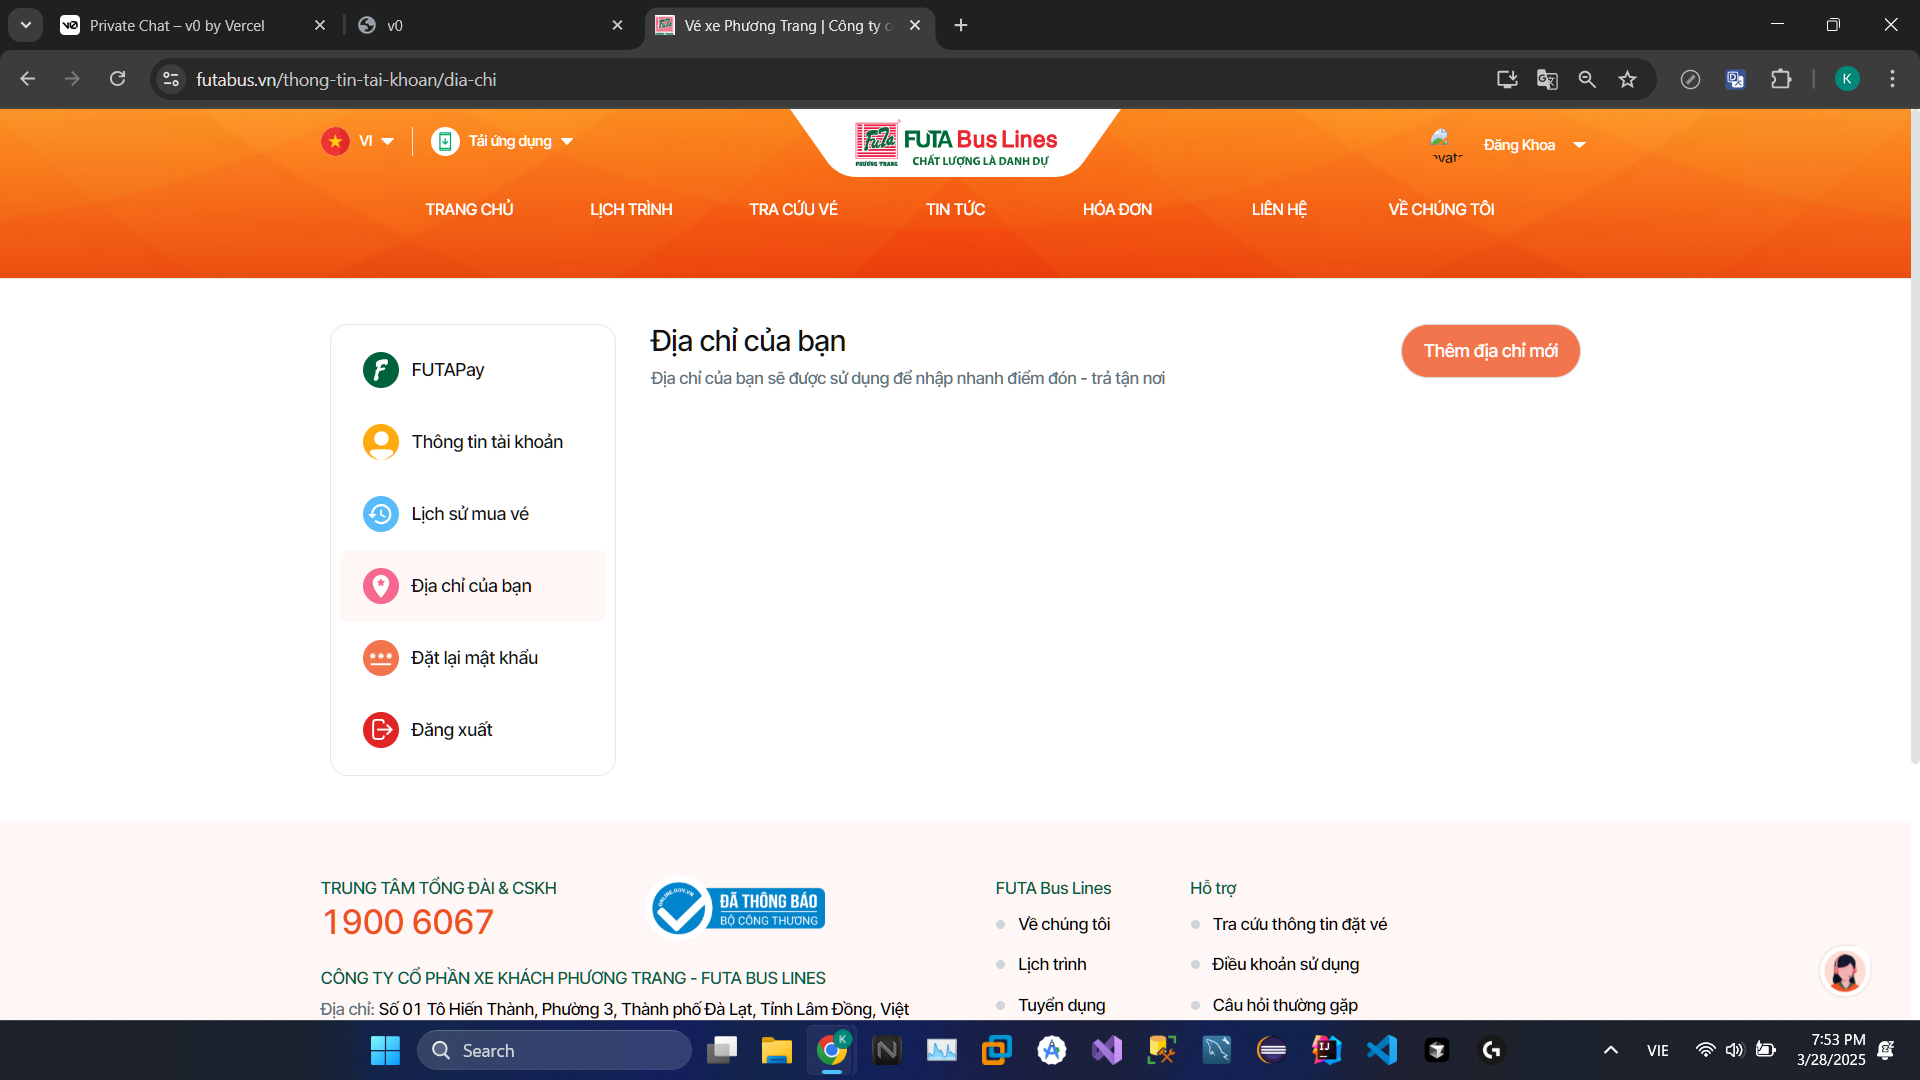 Private Chat – v0 by Vercel
v0
Vé xe Phương Trang | Công ty c
futabus.vn/thong-tin-tai-khoan/dia-chi
K
VI
Tải ứng dụng
FUTA Bus Lines
PHƯƠNG TRANG
CHẤT LƯỢNG LÀ DANH DỰ
Đăng Khoa
TRANG CHỦ
LỊCH TRÌNH
TRA CỨU VÉ
TIN TỨC
HÓA ĐƠN
LIÊN HỆ
VỀ CHÚNG TÔI
FUTAPay
Thông tin tài khoản
Lịch sử mua vé
Địa chỉ của bạn
Đặt lại mật khẩu
Đăng xuất
Địa chỉ của bạn
Địa chỉ của bạn sẽ được sử dụng để nhập nhanh điểm đón - trả tận nơi
Thêm địa chỉ mới
TRUNG TÂM TỔNG ĐÀI & CSKH
1900 6067
ONLINE.GOV.VN
ĐÃ THÔNG BÁO
BỘ CÔNG THƯƠNG
CÔNG TY CỔ PHẦN XE KHÁCH PHƯƠNG TRANG - FUTA BUS LINES
Địa chỉ: Số 01 Tô Hiến Thành, Phường 3, Thành phố Đà Lạt, Tỉnh Lâm Đồng, Việt
FUTA Bus Lines
Về chúng tôi
Lịch trình
Tuyển dụng
Hỗ trợ
Tra cứu thông tin đặt vé
Điều khoản sử dụng
Câu hỏi thường gặp
Search
VIE
7:53 PM
3/28/2025